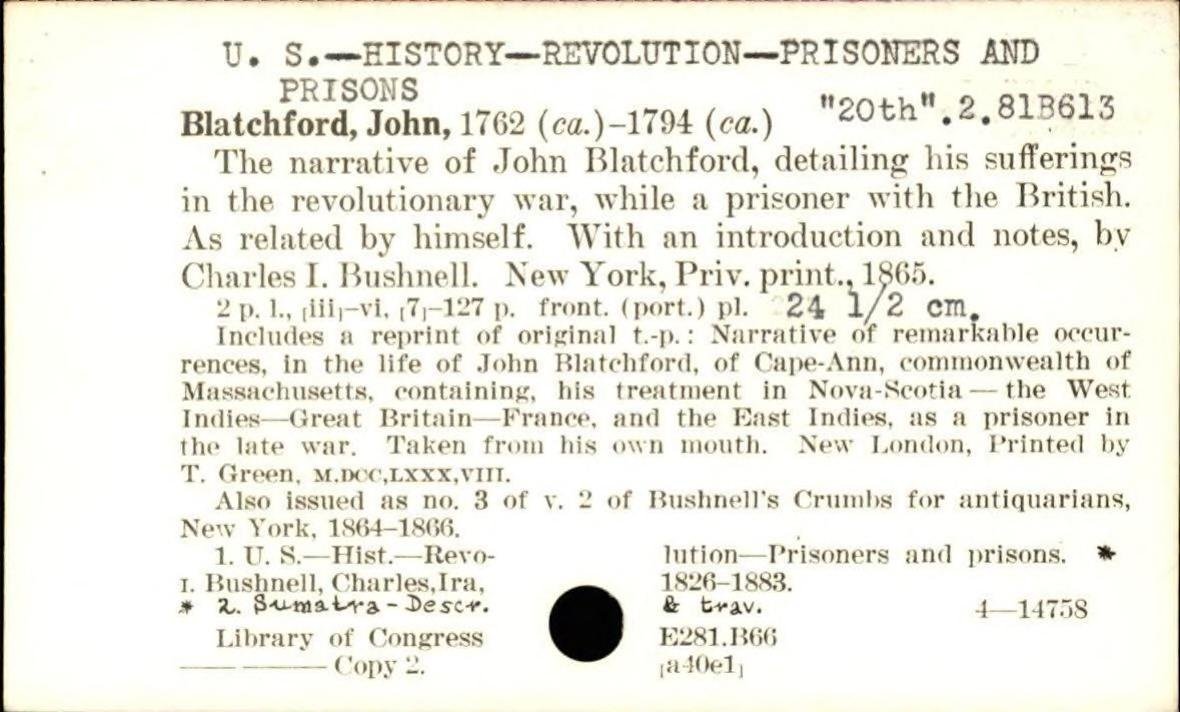 U. S.—HISTORY—REVOLUTION—PRISONERS AND
PRISONS
"20th".2.81B613
Blatchford, John, 1762 (ca.)–1794 (ca.)
The narrative of John Blatchford, detailing his sufferings
in the revolutionary war, while a prisoner with the British.
As related by himself. With an introduction and notes, by
Charles I. Bushnell. New York, Priv. print., 1865.
2 p. l., [iii]–vi, [7]–127 p. front. (port.) pl. 24 1/2 cm.
Includes a reprint of original t.-p.: Narrative of remarkable occur-
rences, in the life of John Blatchford, of Cape-Ann, commonwealth of
Massachusetts, containing, his treatment in Nova-Scotia — the West
Indies—Great Britain—France, and the East Indies, as a prisoner in
the late war. Taken from his own mouth. New London, Printed by
T. Green, M.DCC,LXXX,VIII.
Also issued as no. 3 of v. 2 of Bushnell's Crumbs for antiquarians,
New York, 1864–1866.
1. U. S.—Hist.—Revolution—Prisoners and prisons. *
I. Bushnell, Charles,Ira, 1826–1883.
* 2. Sumatra - Descr. & trav. 4—14758
Library of Congress E281.B66
——— ——— Copy 2. [a40e1]